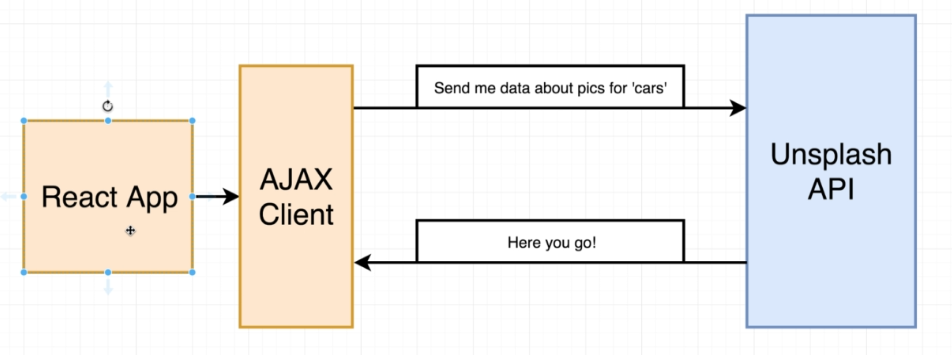 React App
AJAX
Client
Send me data about pics for 'cars'
Here you go!
Unsplash
API